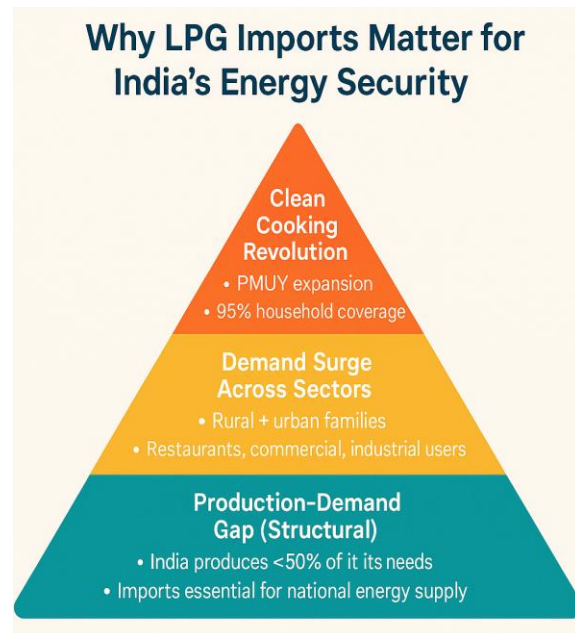 Why LPG Imports Matter for
India's Energy Security
Clean
Cooking
Revolution
• PMUY expansion
• 95% household coverage
Demand Surge
Across Sectors
• Rural + urban families
• Restaurants, commercial, industrial users
Production-Demand
Gap (Structural)
• India produces <50% of it its needs
• Imports essential for national energy supply